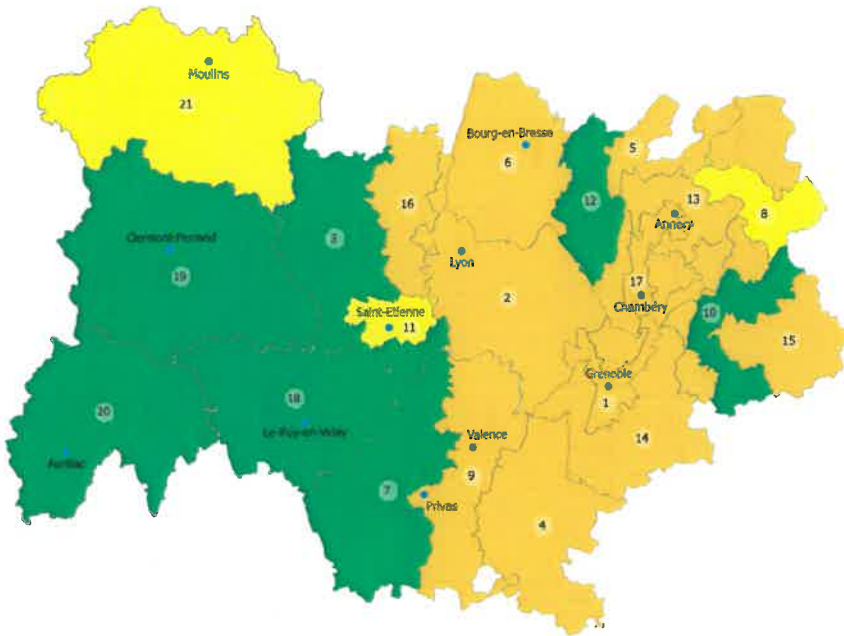 Moulins
21
Bourg-en-Bresse
6
5
12
13
16
8
Annecy
Clermont-Ferrand
3
19
Lyon
17
2
Chambéry
10
Saint-Etienne
11
15
Grenoble
1
18
20
Le-Puy-en-Velay
Valence
14
Aurillac
9
7
Privas
4